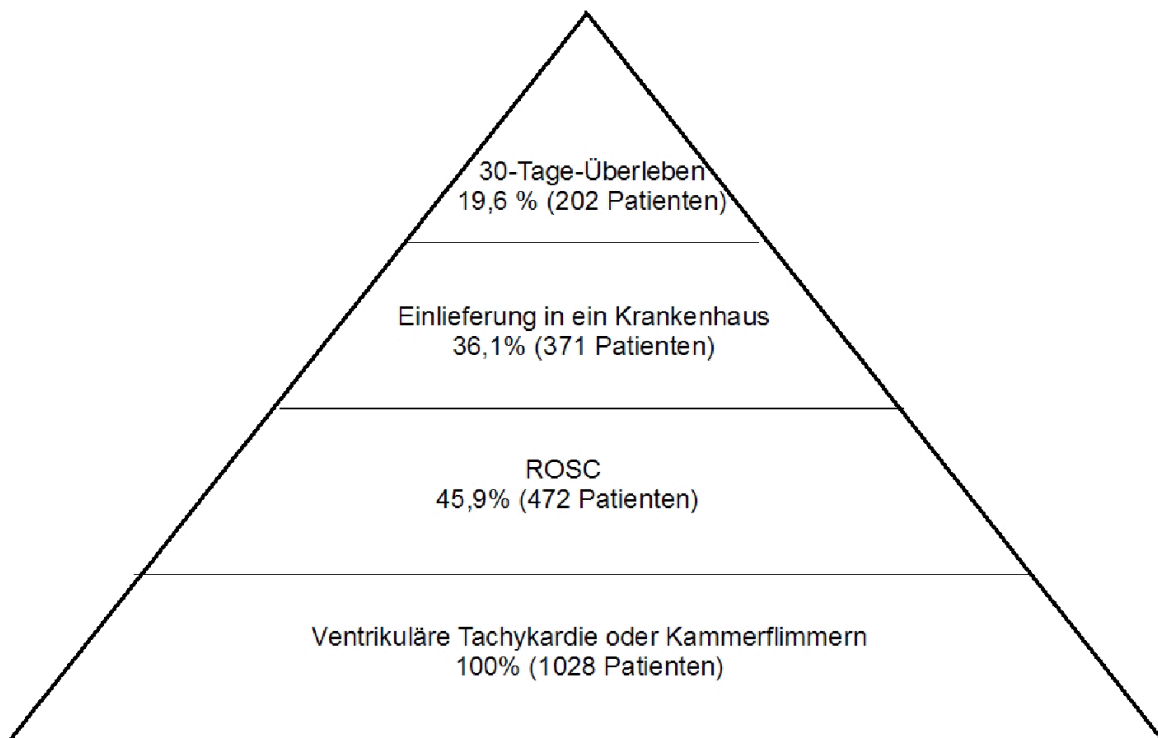 30-Tage-Überleben
19,6 % (202 Patienten)
Einlieferung in ein Krankenhaus
36,1% (371 Patienten)
ROSC
45,9% (472 Patienten)
Ventrikuläre Tachykardie oder Kammerflimmern
100% (1028 Patienten)